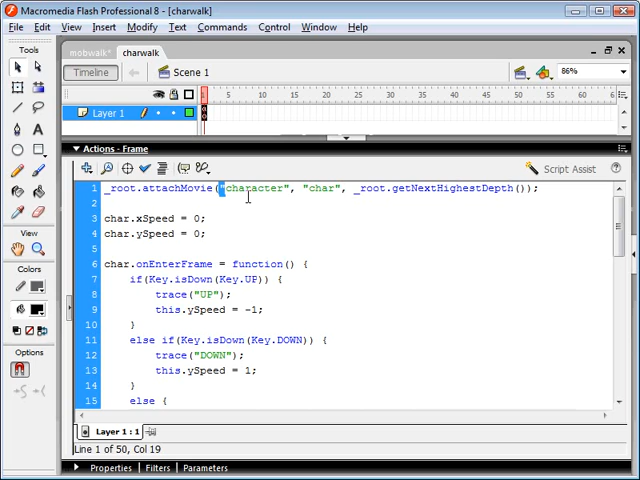 Macromedia Flash Professional 8 - [charwalk]
File Edit View Insert Modify Text Commands Control Window Help
Tools
mobwalk* charwalk
Timeline Scene 1 86%
1 5 10 15 20 25 30 35 40 45 50 55 60 65
Layer 1
Actions - Frame
Script Assist
View
Colors
Options
1 _root.attachMovie("character", "char", _root.getNextHighestDepth());
2
3 char.xSpeed = 0;
4 char.ySpeed = 0;
5
6 char.onEnterFrame = function() {
7 if(Key.isDown(Key.UP)) {
8 trace("UP");
9 this.ySpeed = -1;
10 }
11 else if(Key.isDown(Key.DOWN)) {
12 trace("DOWN");
13 this.ySpeed = 1;
14 }
15 else {
Layer 1 : 1
Line 1 of 50, Col 19
Properties Filters Parameters